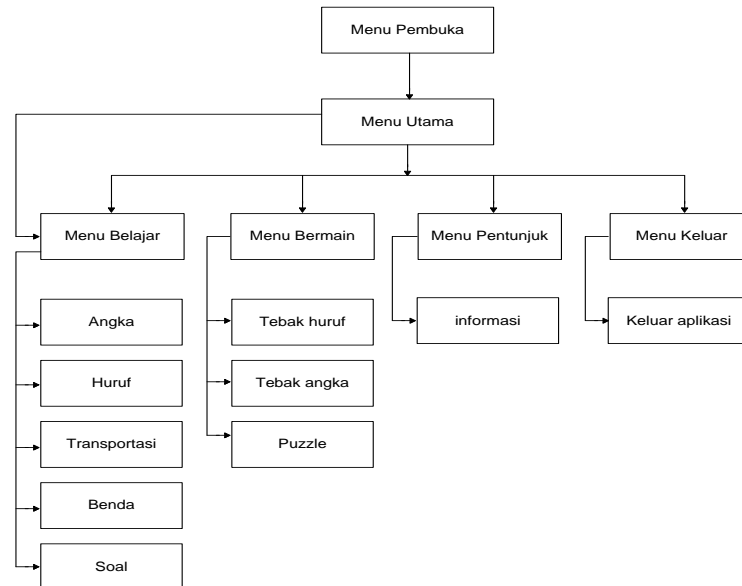 Menu Pembuka
Menu Utama
Menu Belajar
Menu Bermain
Menu Pentunjuk
Menu Keluar
Angka
Tebak huruf
informasi
Keluar aplikasi
Huruf
Tebak angka
Transportasi
Puzzle
Benda
Soal